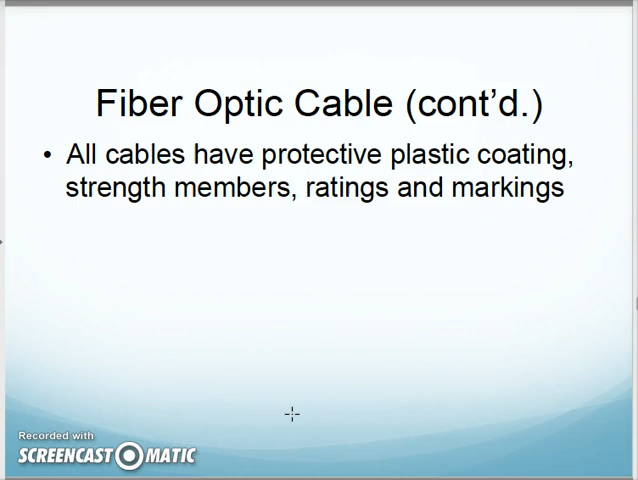 Fiber Optic Cable (cont’d.)
• All cables have protective plastic coating,
strength members, ratings and markings
Recorded with
SCREENCAST MATIC